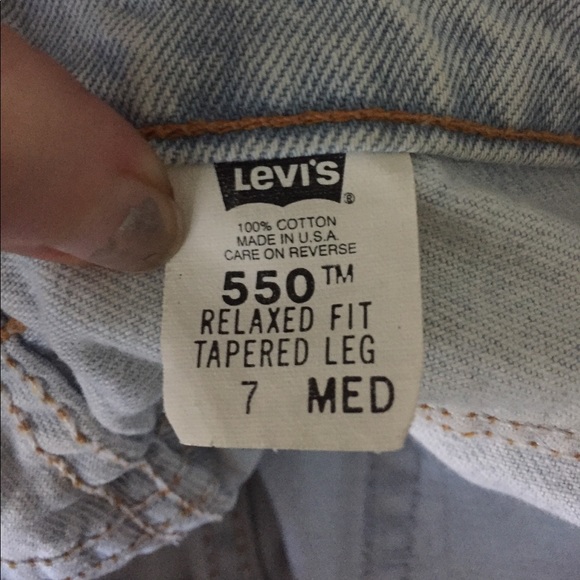 Levi's ®
100% COTTON
MADE IN U.S.A.
CARE ON REVERSE
550™
RELAXED FIT
TAPERED LEG
7 MED